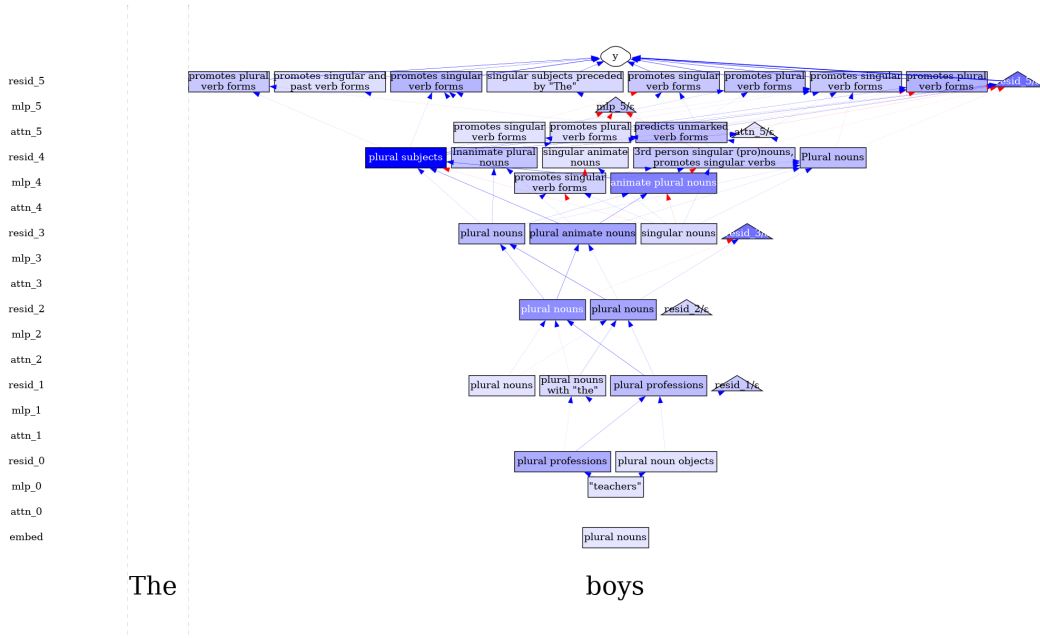 y
resid_5
promotes plural
verb forms
promotes singular and
past verb forms
promotes singular
verb forms
singular subjects preceded
by "The"
promotes singular
verb forms
promotes plural
verb forms
promotes singular
verb forms
promotes plural
verb forms
resid_5/ε
mlp_5
mlp_5/ε
attn_5
promotes singular
verb forms
promotes plural
verb forms
predicts unmarked
verb forms
attn_5/ε
resid_4
plural subjects
Inanimate plural
nouns
singular animate
nouns
3rd person singular (pro)nouns,
promotes singular verbs
Plural nouns
mlp_4
promotes singular
verb forms
animate plural nouns
attn_4
resid_3
plural nouns
plural animate nouns
singular nouns
resid_3/ε
mlp_3
attn_3
resid_2
plural nouns
plural nouns
resid_2/ε
mlp_2
attn_2
resid_1
plural nouns
plural nouns
with "the"
plural professions
resid_1/ε
mlp_1
attn_1
resid_0
plural professions
plural noun objects
mlp_0
"teachers"
attn_0
embed
plural nouns
The boys